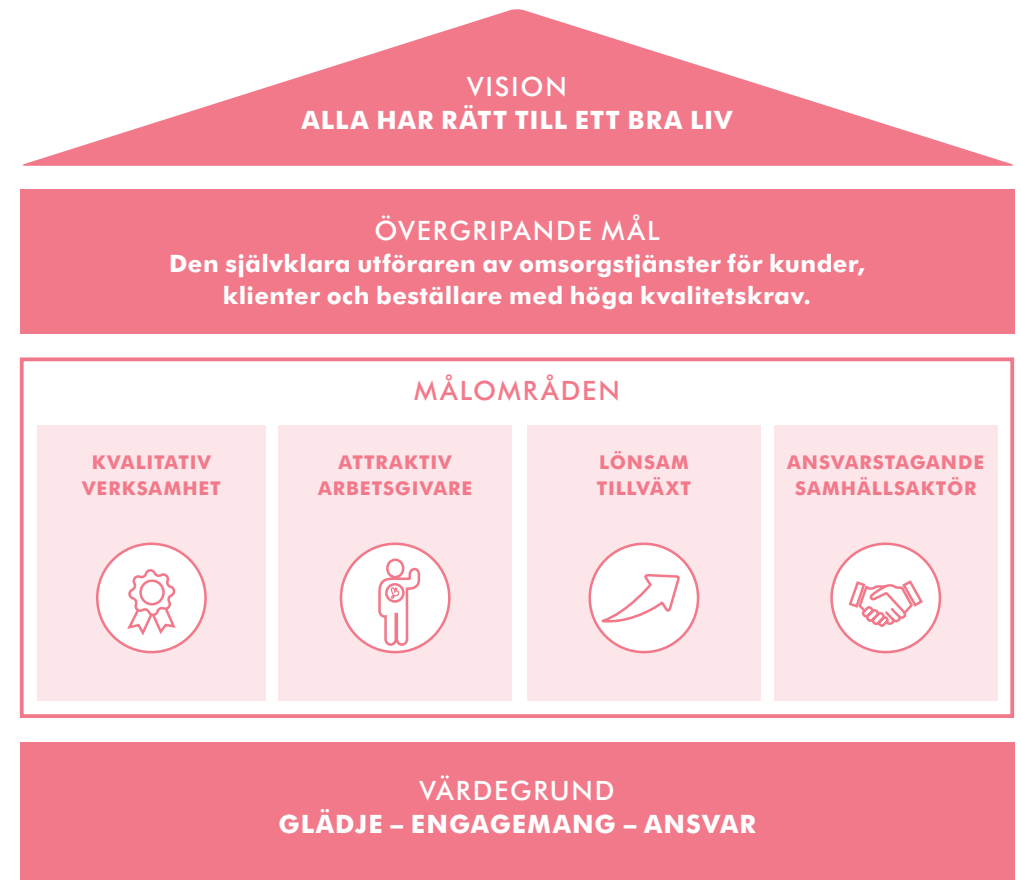 VISION
ALLA HAR RÄTT TILL ETT BRA LIV
ÖVERGRIPANDE MÅL
Den självklara utföraren av omsorgstjänster för kunder,
klienter och beställare med höga kvalitetskrav.
MÅLOMRÅDEN
KVALITATIV
VERKSAMHET
ATTRAKTIV
ARBETSGIVARE
LÖNSAM
TILLVÄXT
ANSVARSTAGANDE
SAMHÄLLSAKTÖR
VÄRDEGRUND
GLÄDJE – ENGAGEMANG – ANSVAR